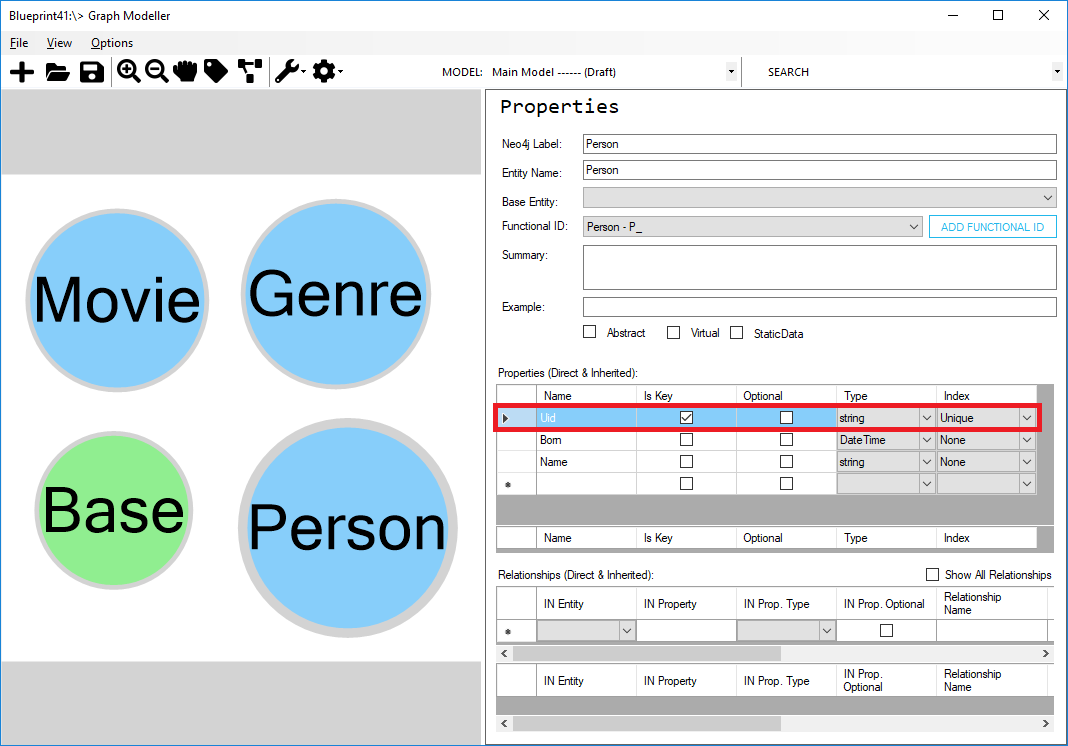 Blueprint41:\> Graph Modeller
File View Options
MODEL: Main Model ------ (Draft) SEARCH
Properties
Neo4j Label: Person
Entity Name: Person
Base Entity:
Functional ID: Person - P_ ADD FUNCTIONAL ID
Summary:
Example:
Abstract Virtual StaticData
Movie
Genre
Base
Person
Properties (Direct & Inherited):
Name Is Key Optional Type Index
Uid string Unique
Born DateTime None
Name string None
Name Is Key Optional Type Index
Relationships (Direct & Inherited): Show All Relationships
IN Entity IN Property IN Prop. Type IN Prop. Optional Relationship
Name
IN Entity IN Property IN Prop. Type IN Prop.
Optional Relationship
Name